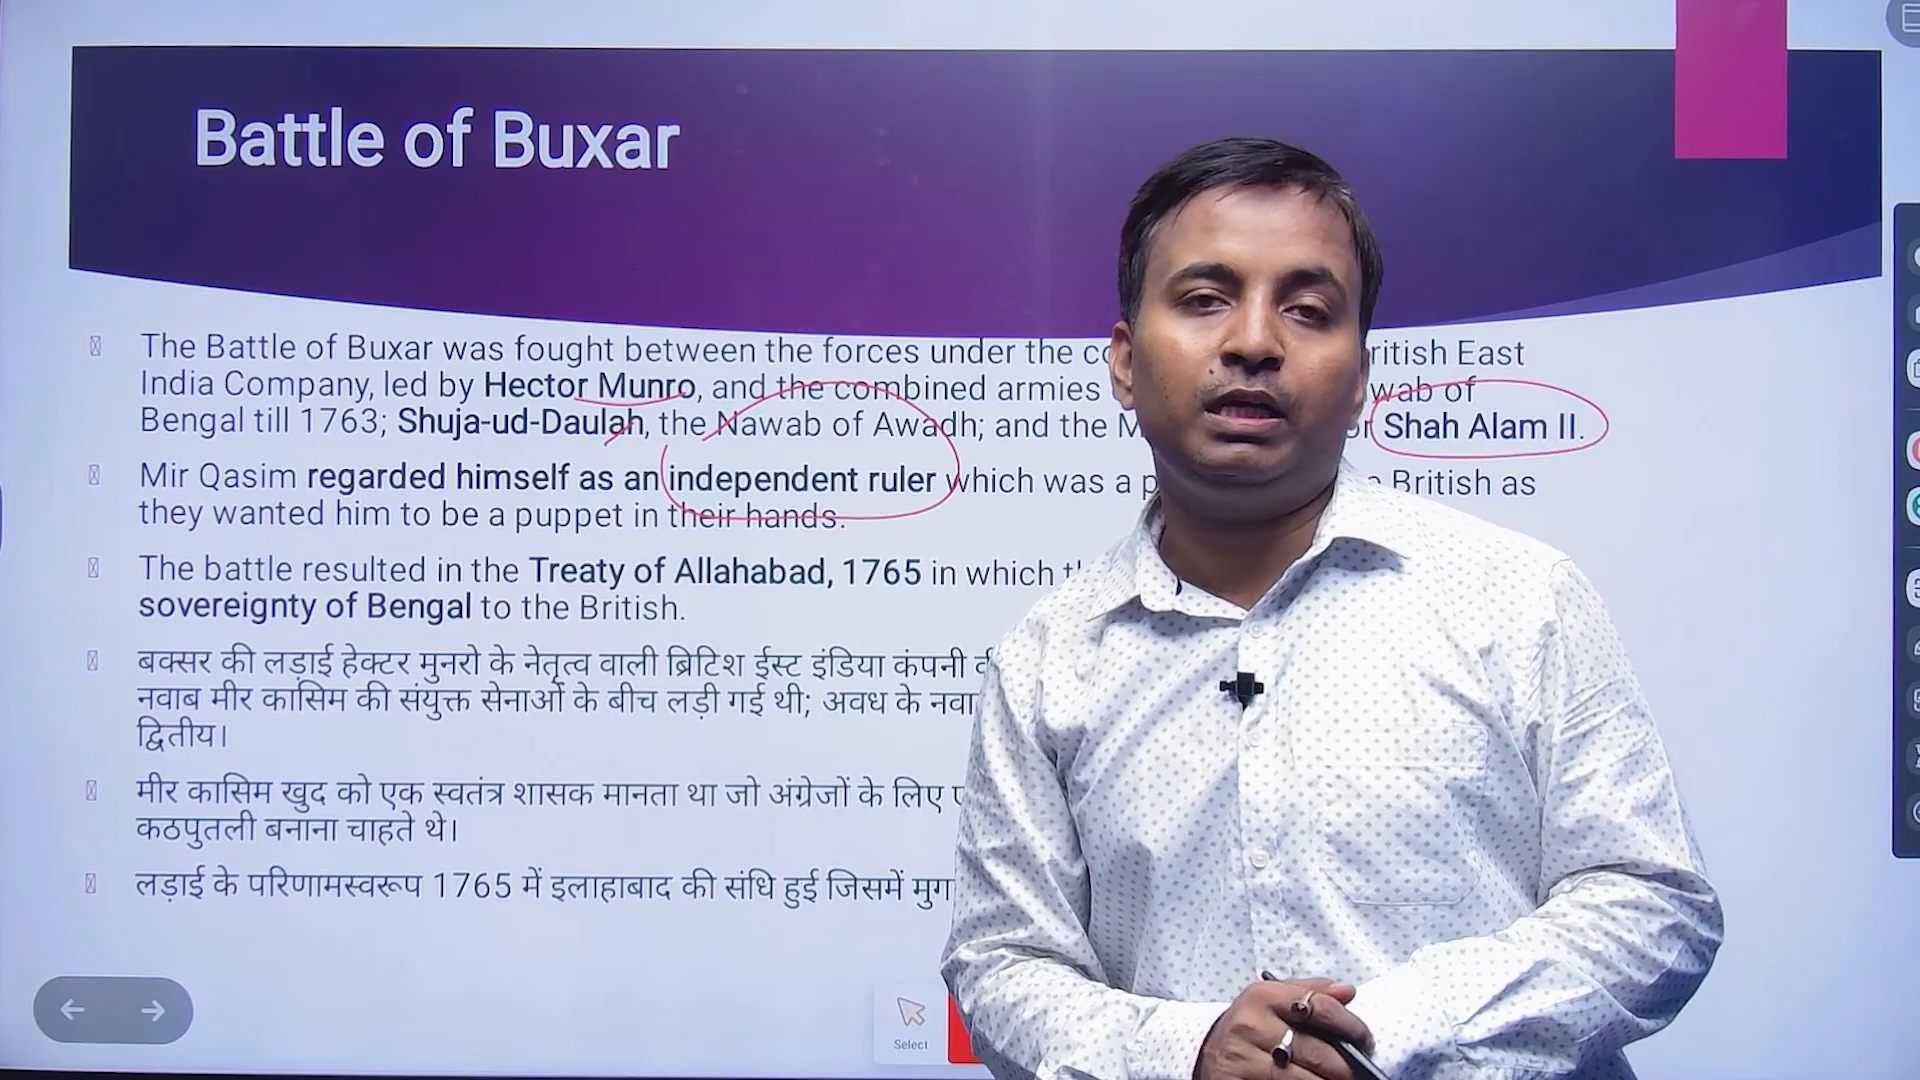 Battle of Buxar
The Battle of Buxar was fought between the forces under the British East
India Company, led by Hector Munro, and the combined armies of
Bengal till 1763; Shuja-ud-Daulah, the Nawab of Awadh; and the Shah Alam II.
Mir Qasim regarded himself as an independent ruler which was a British as
they wanted him to be a puppet in their hands.
The battle resulted in the Treaty of Allahabad, 1765 in which
sovereignty of Bengal to the British.
बक्सर की लड़ाई हेक्टर मुनरो के नेतृत्व वाली ब्रिटिश ईस्ट इंडिया कंपनी
नवाब मीर कासिम की संयुक्त सेनाओं के बीच लड़ी गई थी; अवध के
द्वितीय।
मीर कासिम खुद को एक स्वतंत्र शासक मानता था जो अंग्रेजों के लिए
कठपुतली बनाना चाहते थे।
लड़ाई के परिणामस्वरूप 1765 में इलाहाबाद की संधि हुई जिसमें
Select